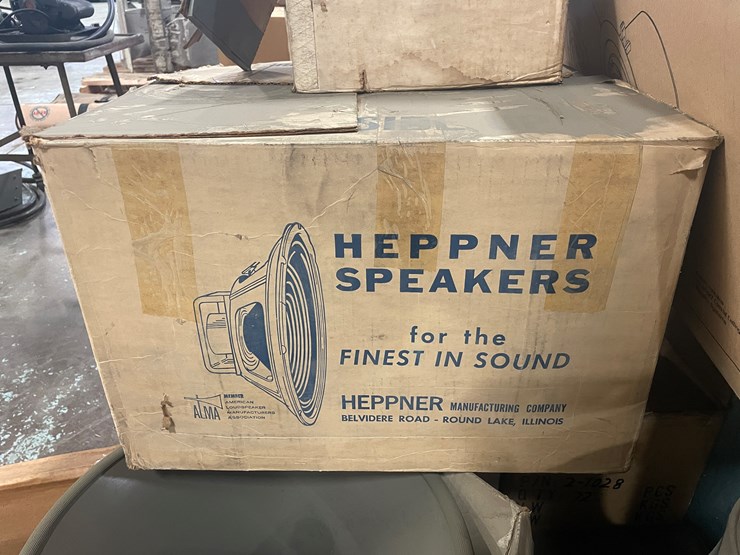 HEPPNER
SPEAKERS
for the
FINEST IN SOUND
HEPPNER MANUFACTURING COMPANY
BELVIDERE ROAD - ROUND LAKE, ILLINOIS
ALMA
MEMBER
AMERICAN
LOUDSPEAKER
MANUFACTURERS
ASSOCIATION